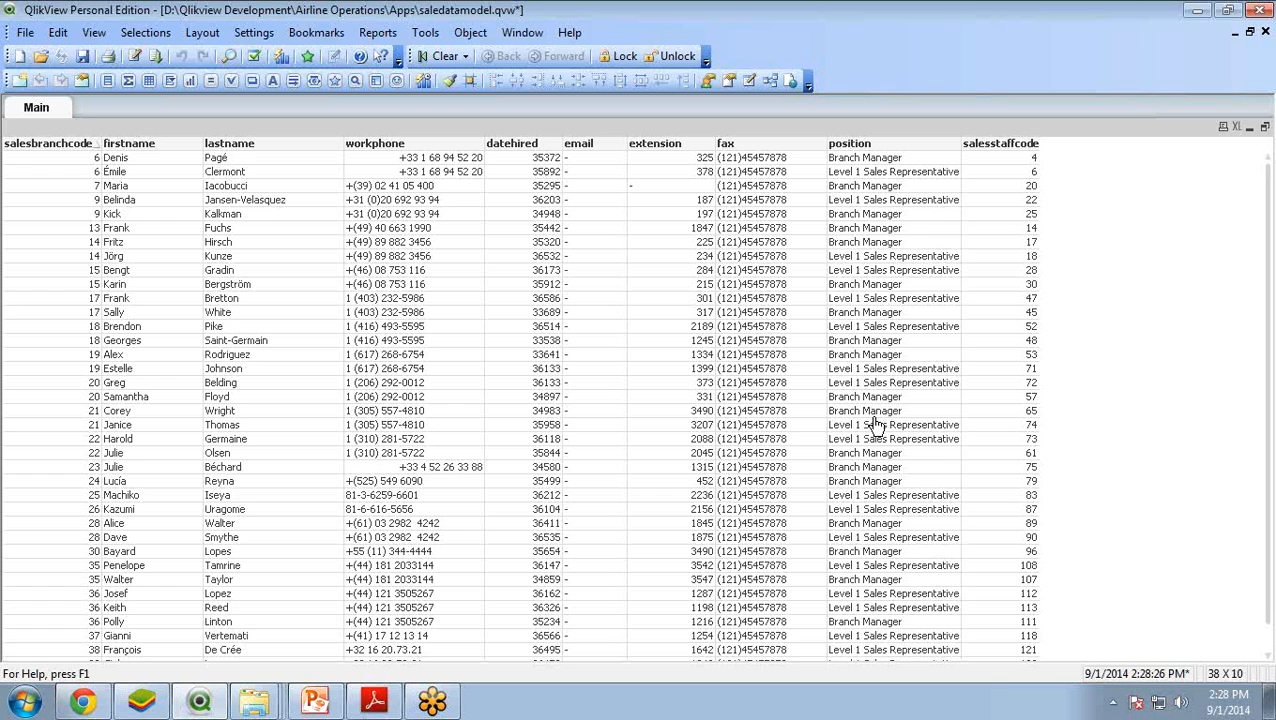 QlikView Personal Edition - [D:\Qlikview Development\Airline Operations\Apps\saledatamodel.qvw*]
File Edit View Selections Layout Settings Bookmarks Reports Tools Object Window Help
Clear Back Forward Lock Unlock
Main
XL
salesbranchcode firstname lastname workphone datehired email extension fax position salesstaffcode
6 Denis Pagé +33 1 68 94 52 20 35372 - 325 (121)45457878 Branch Manager 4
6 Émile Clermont +33 1 68 94 52 20 35892 - 378 (121)45457878 Level 1 Sales Representative 6
7 Maria Iacobucci +(39) 02 41 05 400 35295 - - (121)45457878 Branch Manager 20
9 Belinda Jansen-Velasquez +31 (0)20 692 93 94 36203 - 187 (121)45457878 Level 1 Sales Representative 22
9 Kick Kalkman +31 (0)20 692 93 94 34948 - 197 (121)45457878 Branch Manager 25
13 Frank Fuchs +(49) 40 663 1990 35442 - 1847 (121)45457878 Branch Manager 14
14 Fritz Hirsch +(49) 89 882 3456 35320 - 225 (121)45457878 Branch Manager 17
14 Jörg Kunze +(49) 89 882 3456 36532 - 234 (121)45457878 Level 1 Sales Representative 18
15 Bengt Gradin +(46) 08 753 116 36173 - 284 (121)45457878 Level 1 Sales Representative 28
15 Karin Bergström +(46) 08 753 116 35912 - 215 (121)45457878 Branch Manager 30
17 Frank Bretton 1 (403) 232-5986 36586 - 301 (121)45457878 Level 1 Sales Representative 47
17 Sally White 1 (403) 232-5986 33689 - 317 (121)45457878 Branch Manager 45
18 Brendon Pike 1 (416) 493-5595 36514 - 2189 (121)45457878 Level 1 Sales Representative 52
18 Georges Saint-Germain 1 (416) 493-5595 33538 - 1245 (121)45457878 Branch Manager 48
19 Alex Rodriguez 1 (617) 268-6754 33641 - 1334 (121)45457878 Branch Manager 53
19 Estelle Johnson 1 (617) 268-6754 36133 - 1399 (121)45457878 Level 1 Sales Representative 71
20 Greg Belding 1 (206) 292-0012 36133 - 373 (121)45457878 Level 1 Sales Representative 72
20 Samantha Floyd 1 (206) 292-0012 34897 - 331 (121)45457878 Branch Manager 57
21 Corey Wright 1 (305) 557-4810 34983 - 3490 (121)45457878 Branch Manager 65
21 Janice Thomas 1 (305) 557-4810 35958 - 3207 (121)45457878 Level 1 Sales Representative 74
22 Harold Germaine 1 (310) 281-5722 36118 - 2088 (121)45457878 Level 1 Sales Representative 73
22 Julie Olsen 1 (310) 281-5722 35844 - 2045 (121)45457878 Branch Manager 61
23 Julie Béchard +33 4 52 26 33 68 34580 - 1315 (121)45457878 Branch Manager 75
24 Lucía Reyna +(525) 549 6090 35499 - 452 (121)45457878 Branch Manager 79
25 Machiko Iseya 81-3-6259-6601 36212 - 2236 (121)45457878 Level 1 Sales Representative 83
26 Kazumi Uragome 81-6-616-5656 36104 - 2156 (121)45457878 Level 1 Sales Representative 87
28 Alice Walter +(61) 03 2982 4242 36411 - 1845 (121)45457878 Branch Manager 89
28 Dave Smythe +(61) 03 2982 4242 36535 - 1875 (121)45457878 Level 1 Sales Representative 90
30 Bayard Lopes +55 (11) 344-4444 35654 - 3490 (121)45457878 Branch Manager 96
35 Penelope Tamrine +(44) 181 2033144 36147 - 3542 (121)45457878 Level 1 Sales Representative 108
35 Walter Taylor +(44) 181 2033144 34859 - 3547 (121)45457878 Branch Manager 107
36 Josef Lopez +(44) 121 3505267 36162 - 1287 (121)45457878 Level 1 Sales Representative 112
36 Keith Reed +(44) 121 3505267 36326 - 1198 (121)45457878 Level 1 Sales Representative 113
36 Polly Linton +(44) 121 3505267 35234 - 1216 (121)45457878 Branch Manager 111
37 Gianni Vertemati +(41) 17 12 13 14 36566 - 1254 (121)45457878 Level 1 Sales Representative 118
38 François De Crée +32 16 20.73.21 36495 - 1642 (121)45457878 Level 1 Sales Representative 121
For Help, press F1 9/1/2014 2:28:26 PM* 38 X 10
2:28 PM
9/1/2014